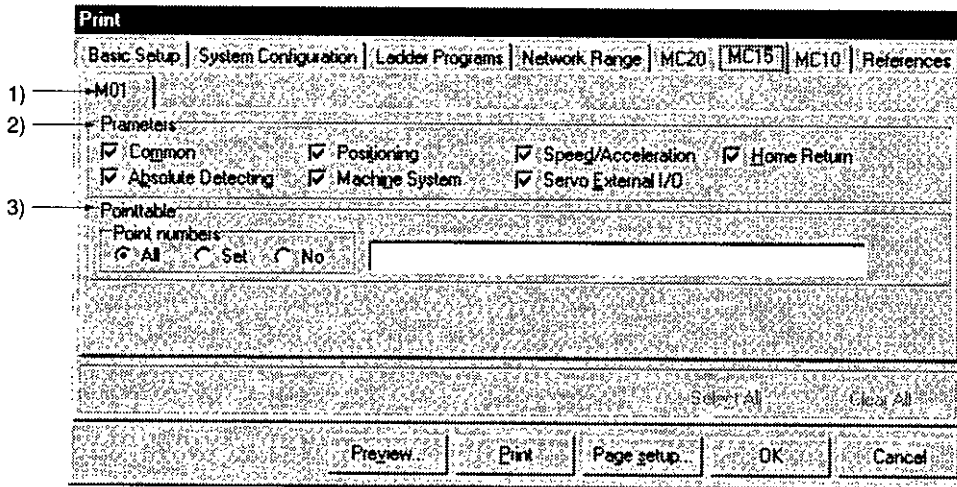 Print
Basic Setup System Configuration Ladder Programs Network Range MC20 MC15 MC10 References
1) M01
2) Prameters
Common Positioning Speed/Acceleration Home Return
Absolute Detecting Machine System Servo External I/O
3) Pointtable
Point numbers
All Set No
Select All Clear All
Preview... Print Page setup... OK Cancel